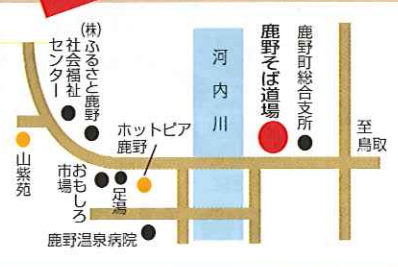 (株)ふるさと鹿野
社会福祉
センター
河内川
鹿野そば道場
鹿野町総合支所
至
鳥取
ホットピア
鹿野
山紫苑
おもしろ
市場
足湯
鹿野温泉病院